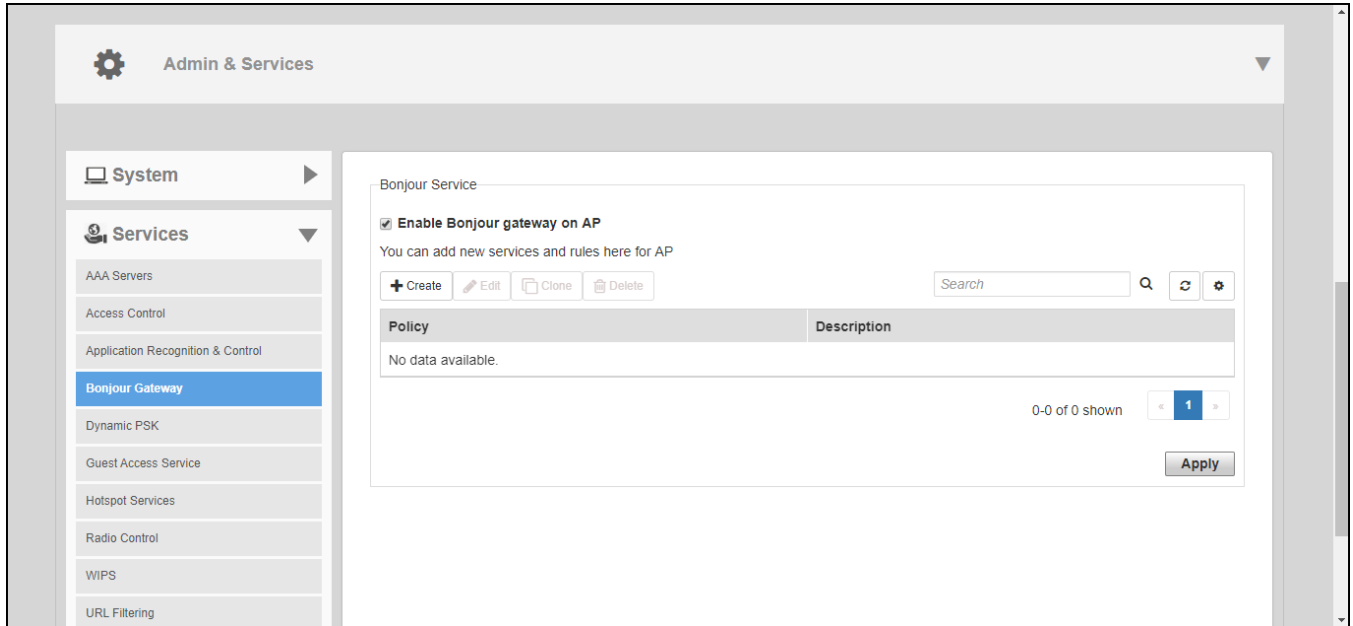 Admin & Services
System
Services
AAA Servers
Access Control
Application Recognition & Control
Bonjour Gateway
Dynamic PSK
Guest Access Service
Hotspot Services
Radio Control
WIPS
URL Filtering
Bonjour Service
Enable Bonjour gateway on AP
You can add new services and rules here for AP
Create Edit Clone Delete Search
Policy Description
No data available.
0-0 of 0 shown « 1 »
Apply